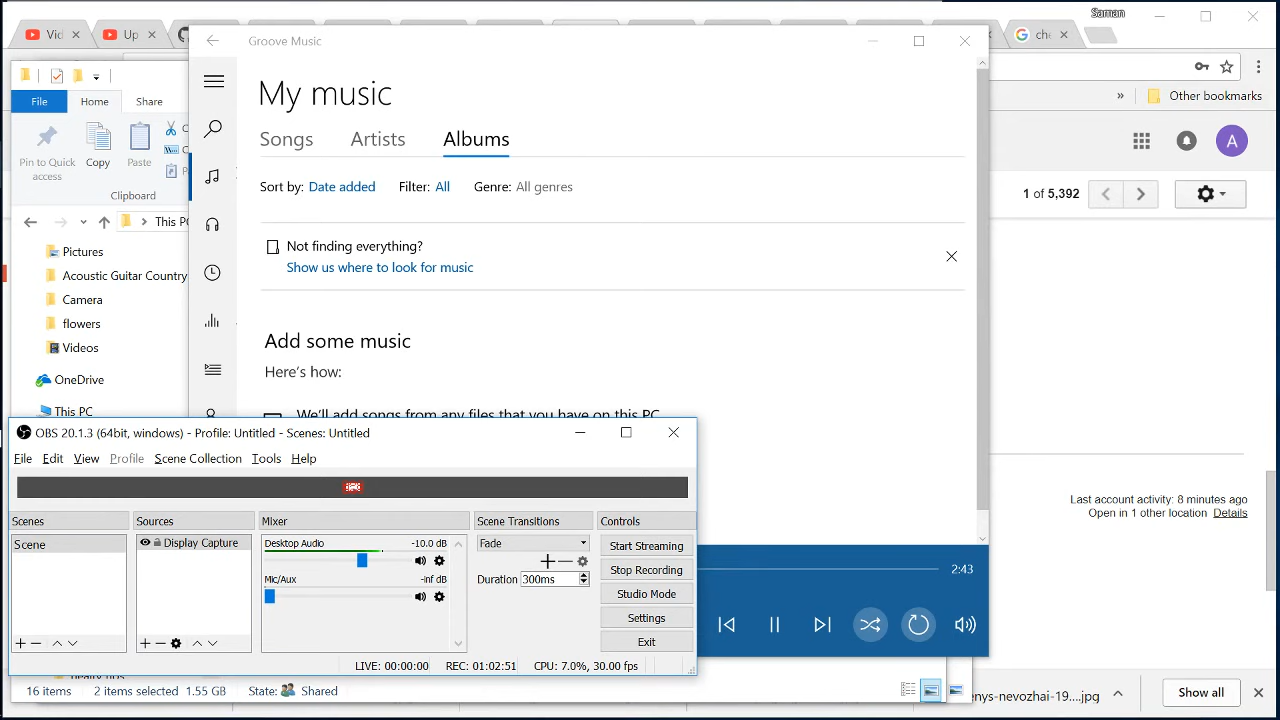 Saman
Vid
Up
che
Groove Music
File
Home
Share
Other bookmarks
My music
Songs
Artists
Albums
Pin to Quick
access
Copy
Paste
Clipboard
A
Sort by: Date added
Filter: All
Genre: All genres
1 of 5,392
This PC
Pictures
Acoustic Guitar Country
Camera
flowers
Videos
OneDrive
This PC
Not finding everything?
Show us where to look for music
Add some music
Here's how:
We'll add songs from any files that you have on this PC
OBS 20.1.3 (64bit, windows) - Profile: Untitled - Scenes: Untitled
File
Edit
View
Profile
Scene Collection
Tools
Help
Scenes
Sources
Mixer
Scene Transitions
Controls
Scene
Display Capture
Desktop Audio
-10.0 dB
Mic/Aux
-inf dB
Fade
Duration
300ms
Start Streaming
Stop Recording
Studio Mode
Settings
Exit
LIVE: 00:00:00
REC: 01:02:51
CPU: 7.0%, 30.00 fps
2:43
Last account activity: 8 minutes ago
Open in 1 other location Details
16 items
2 items selected 1.55 GB
State:
Shared
enys-nevozhai-19....jpg
Show all